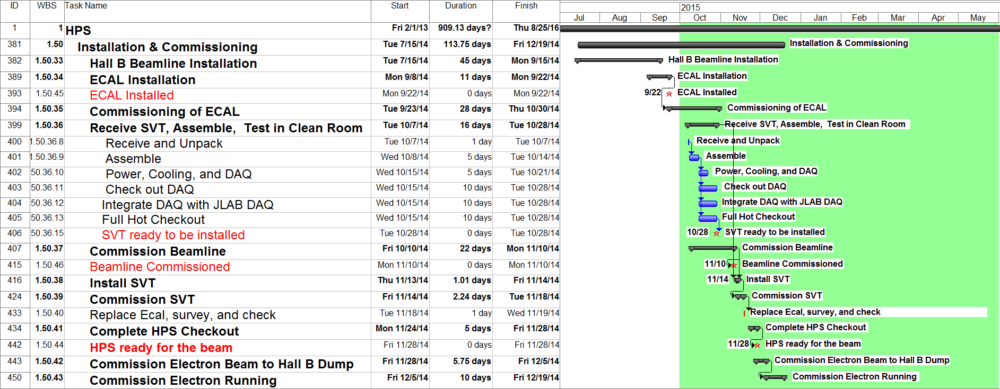 ID WBS Task Name Start Duration Finish 2015
Jul Aug Sep Oct Nov Dec Jan Feb Mar Apr May
1 1 HPS Fri 2/1/13 909.13 days? Thu 8/25/16
381 1.50 Installation & Commissioning Tue 7/15/14 113.75 days Fri 12/19/14 Installation & Commissioning
382 1.50.33 Hall B Beamline Installation Tue 7/15/14 45 days Mon 9/15/14 Hall B Beamline Installation
389 1.50.34 ECAL Installation Mon 9/8/14 11 days Mon 9/22/14 ECAL Installation
393 1.50.45 ECAL Installed Mon 9/22/14 0 days Mon 9/22/14 9/22 ECAL Installed
394 1.50.35 Commissioning of ECAL Tue 9/23/14 28 days Thu 10/30/14 Commissioning of ECAL
399 1.50.36 Receive SVT, Assemble, Test in Clean Room Tue 10/7/14 16 days Tue 10/28/14 Receive SVT, Assemble, Test in Clean Room
400 1.50.36.8 Receive and Unpack Tue 10/7/14 1 day Tue 10/7/14 Receive and Unpack
401 1.50.36.9 Assemble Wed 10/8/14 5 days Tue 10/14/14 Assemble
402 50.36.10 Power, Cooling, and DAQ Wed 10/15/14 5 days Tue 10/21/14 Power, Cooling, and DAQ
403 50.36.11 Check out DAQ Wed 10/15/14 10 days Tue 10/28/14 Check out DAQ
404 50.36.12 Integrate DAQ with JLAB DAQ Wed 10/15/14 10 days Tue 10/28/14 Integrate DAQ with JLAB DAQ
405 50.36.13 Full Hot Checkout Wed 10/15/14 10 days Tue 10/28/14 Full Hot Checkout
406 50.36.15 SVT ready to be installed Tue 10/28/14 0 days Tue 10/28/14 10/28 SVT ready to be installed
407 1.50.37 Commission Beamline Fri 10/10/14 22 days Mon 11/10/14 Commission Beamline
415 1.50.46 Beamline Commissioned Mon 11/10/14 0 days Mon 11/10/14 11/10 Beamline Commissioned
416 1.50.38 Install SVT Thu 11/13/14 1.01 days Fri 11/14/14 11/14 Install SVT
424 1.50.39 Commission SVT Fri 11/14/14 2.24 days Tue 11/18/14 Commission SVT
433 1.50.40 Replace Ecal, survey, and check Tue 11/18/14 1 day Wed 11/19/14 Replace Ecal, survey, and check
434 1.50.41 Complete HPS Checkout Mon 11/24/14 5 days Fri 11/28/14 Complete HPS Checkout
442 1.50.44 HPS ready for the beam Fri 11/28/14 0 days Fri 11/28/14 11/28 HPS ready for the beam
443 1.50.42 Commission Electron Beam to Hall B Dump Fri 11/28/14 5.75 days Fri 12/5/14 Commission Electron Beam to Hall B Dump
450 1.50.43 Commission Electron Running Fri 12/5/14 10 days Fri 12/19/14 Commission Electron Running